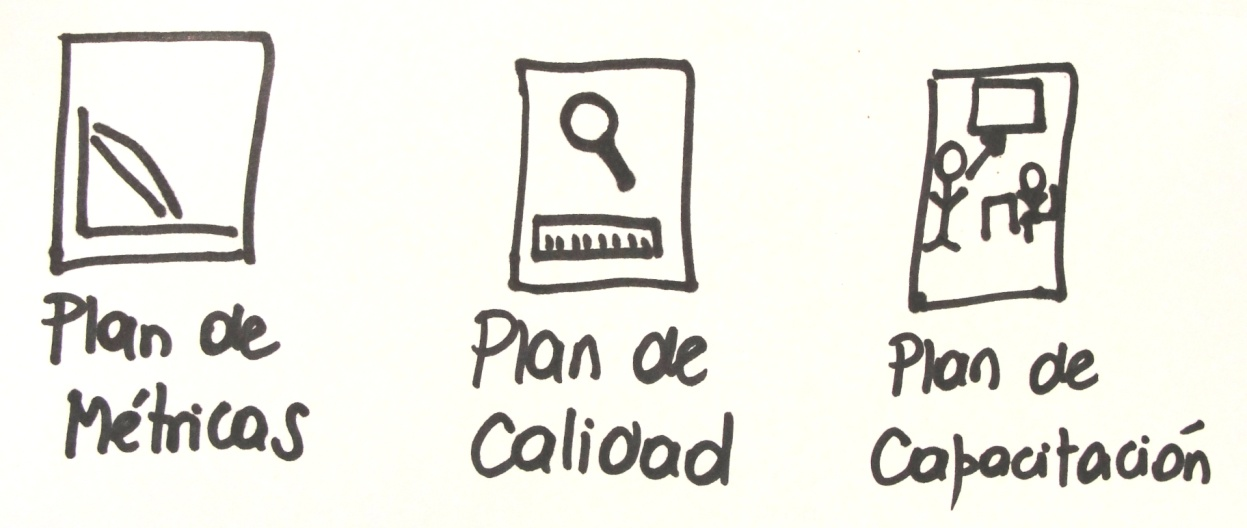 Plan de
Métricas
Plan de
Calidad
Plan de
Capacitación